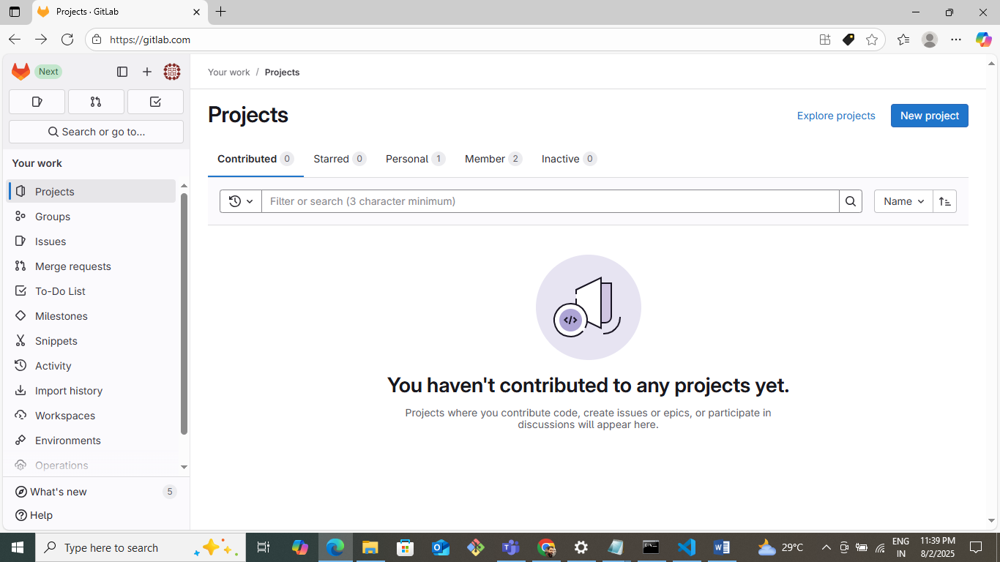 Projects · GitLab
https://gitlab.com
Next
Search or go to...
Your work
Projects
Groups
Issues
Merge requests
To-Do List
Milestones
Snippets
Activity
Import history
Workspaces
Environments
Operations
What's new 5
Help
Your work / Projects
Projects
Explore projects
New project
Contributed 0 Starred 0 Personal 1 Member 2 Inactive 0
Filter or search (3 character minimum)
Name
</>
You haven't contributed to any projects yet.
Projects where you contribute code, create issues or epics, or participate in
discussions will appear here.
Type here to search
29°C
ENG
IN
11:39 PM
8/2/2025